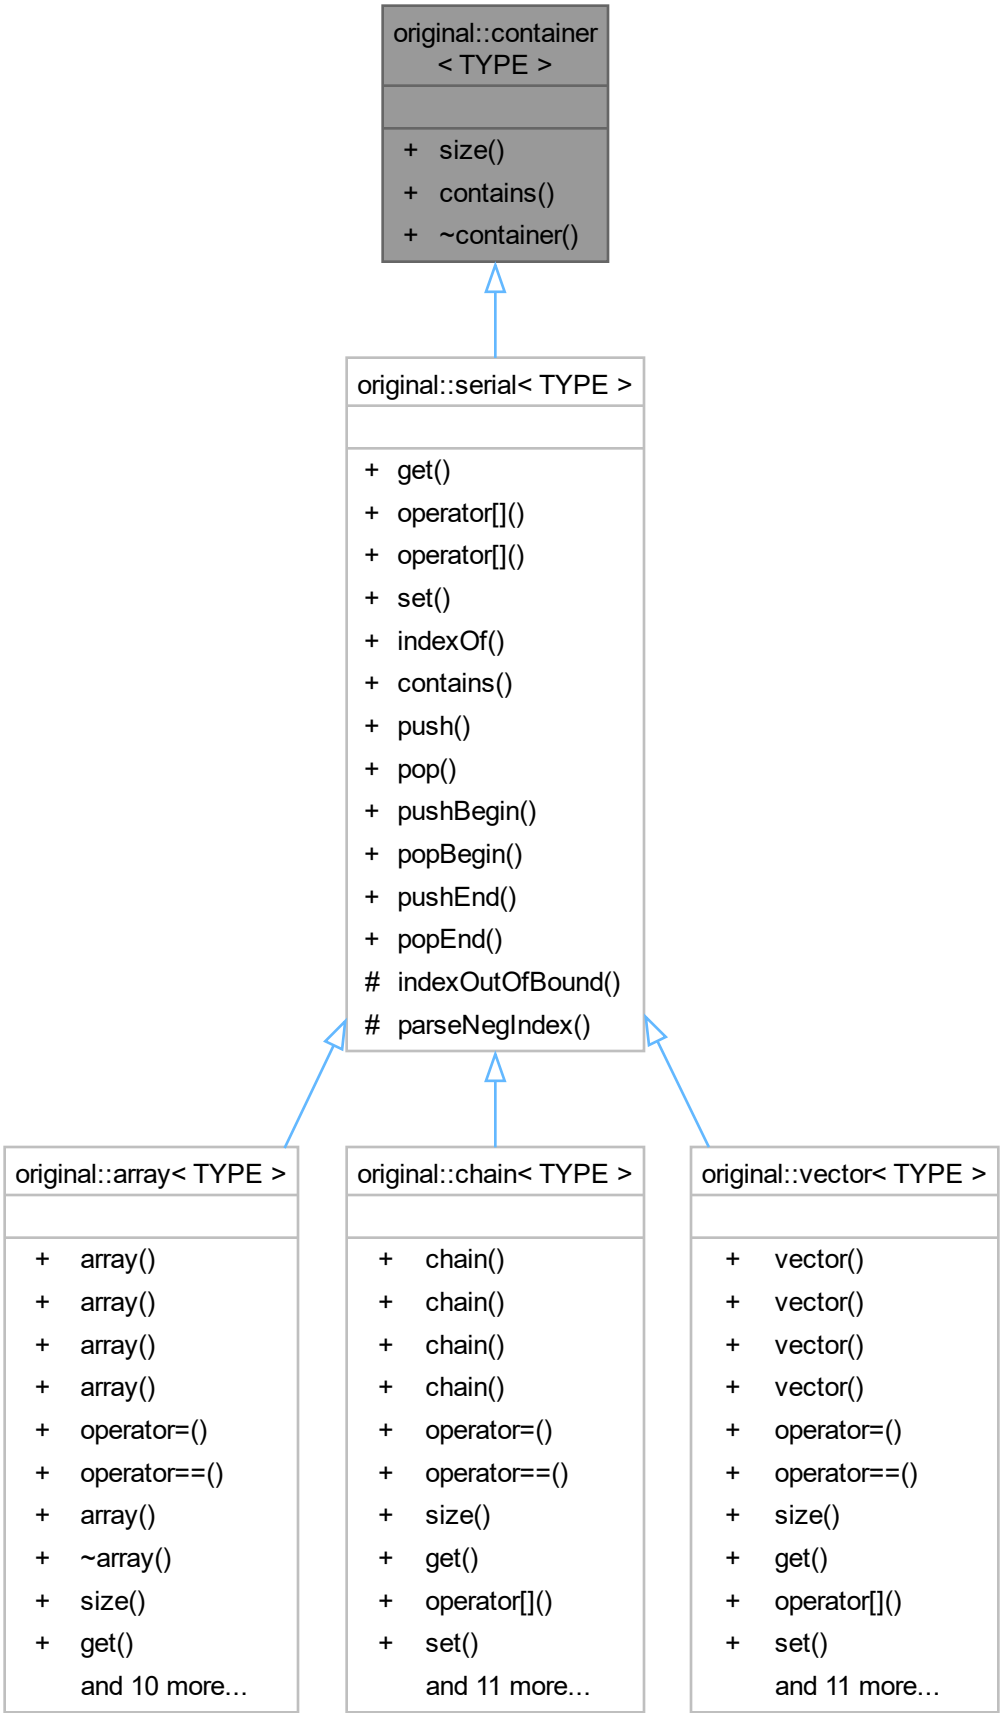 original::container
< TYPE >
+ size()
+ contains()
+ ~container()
original::serial< TYPE >
+ get()
+ operator[]()
+ operator[]()
+ set()
+ indexOf()
+ contains()
+ push()
+ pop()
+ pushBegin()
+ popBegin()
+ pushEnd()
+ popEnd()
# indexOutOfBound()
# parseNegIndex()
original::array< TYPE >
+ array()
+ array()
+ array()
+ array()
+ operator=()
+ operator==()
+ array()
+ ~array()
+ size()
+ get()
and 10 more...
original::chain< TYPE >
+ chain()
+ chain()
+ chain()
+ chain()
+ operator=()
+ operator==()
+ size()
+ get()
+ operator[]()
+ set()
and 11 more...
original::vector< TYPE >
+ vector()
+ vector()
+ vector()
+ vector()
+ operator=()
+ operator==()
+ size()
+ get()
+ operator[]()
+ set()
and 11 more...